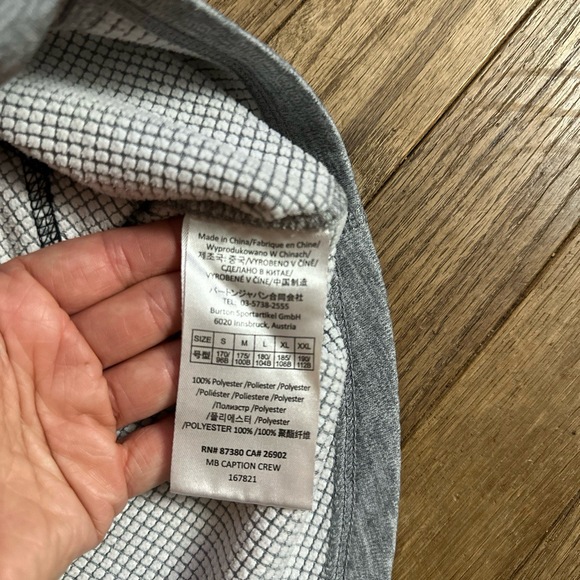 Made in China/Fabrique en Chine/
Wyprodukowano W Chinach/
제조국: 중국/VYROBENO V ČÍNĚ/
СДЕЛАНО В КИТАЕ/
VYROBENÉ V ČÍNE/中国制造
バートンジャパン合同会社
TEL: 03-5738-2555
Burton Sportartikel GmbH
6020 Innsbruck, Austria
SIZE S M L XL XXL
号型 170/96B 175/100B 180/104B 185/108B 190/112B
100% Polyester /Poliester /Polyester
/Poliéster /Poliestere /Polyester
/Полиэстр /Polyester
/폴리에스터 / Polyester
/POLYESTER 100% /100% 聚酯纤维
RN# 87380 CA# 26902
MB CAPTION CREW
167821